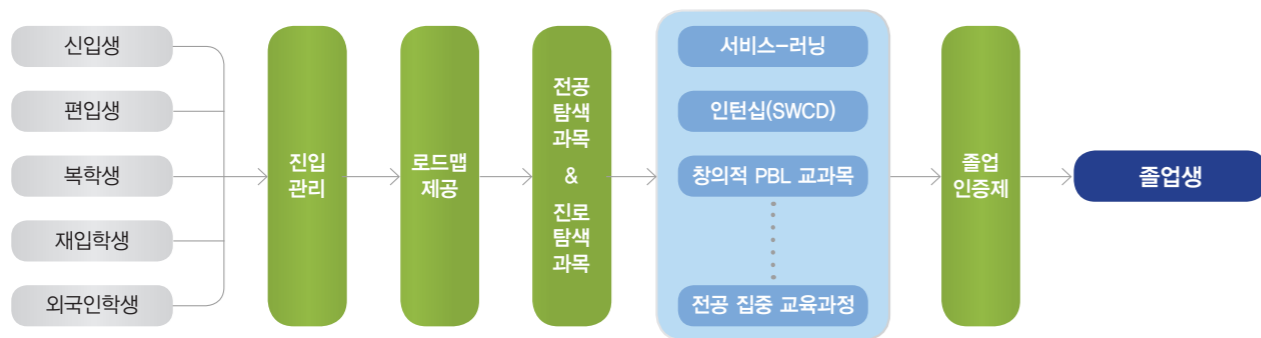 신입생
편입생
복학생
재입학생
외국인학생
진입
관리
로드맵
제공
전공
탐색
과목
&
진로
탐색
과목
서비스-러닝
인턴십(SWCD)
창의적 PBL 교과목
전공 집중 교육과정
졸업
인증제
졸업생